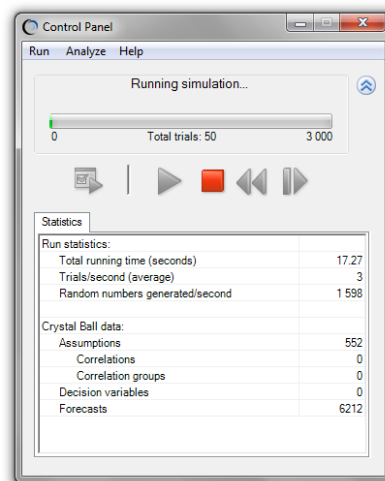 Control Panel
Run Analyze Help
Running simulation...
0 Total trials: 50 3 000
Statistics
Run statistics:
Total running time (seconds) 17.27
Trials/second (average) 3
Random numbers generated/second 1 598
Crystal Ball data:
Assumptions 552
Correlations 0
Correlation groups 0
Decision variables 0
Forecasts 6212